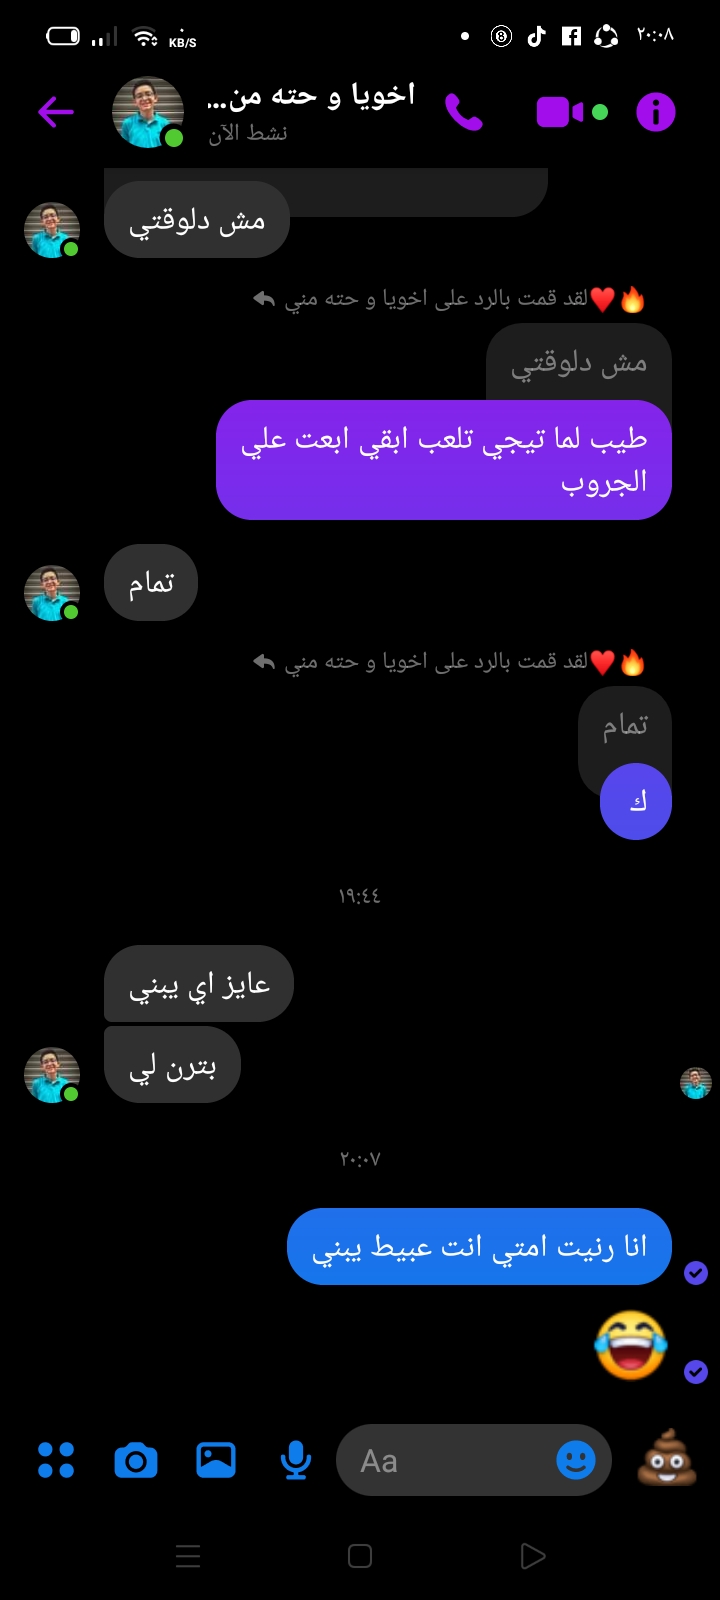 ٢٠:٠٨
٠ KB/S
اخويا و حته من...
نشط الآن
مش دلوقتي
لقد قمت بالرد على اخويا و حته مني❤️🔥
مش دلوقتي
طيب لما تيجي تلعب ابقي ابعت علي
الجروب
تمام
لقد قمت بالرد على اخويا و حته مني❤️🔥
تمام
ك
١٩:٤٤
عايز اي يبني
بترن لي
٢٠:٠٧
انا رنيت امتي انت عبيط يبني
😂
Aa